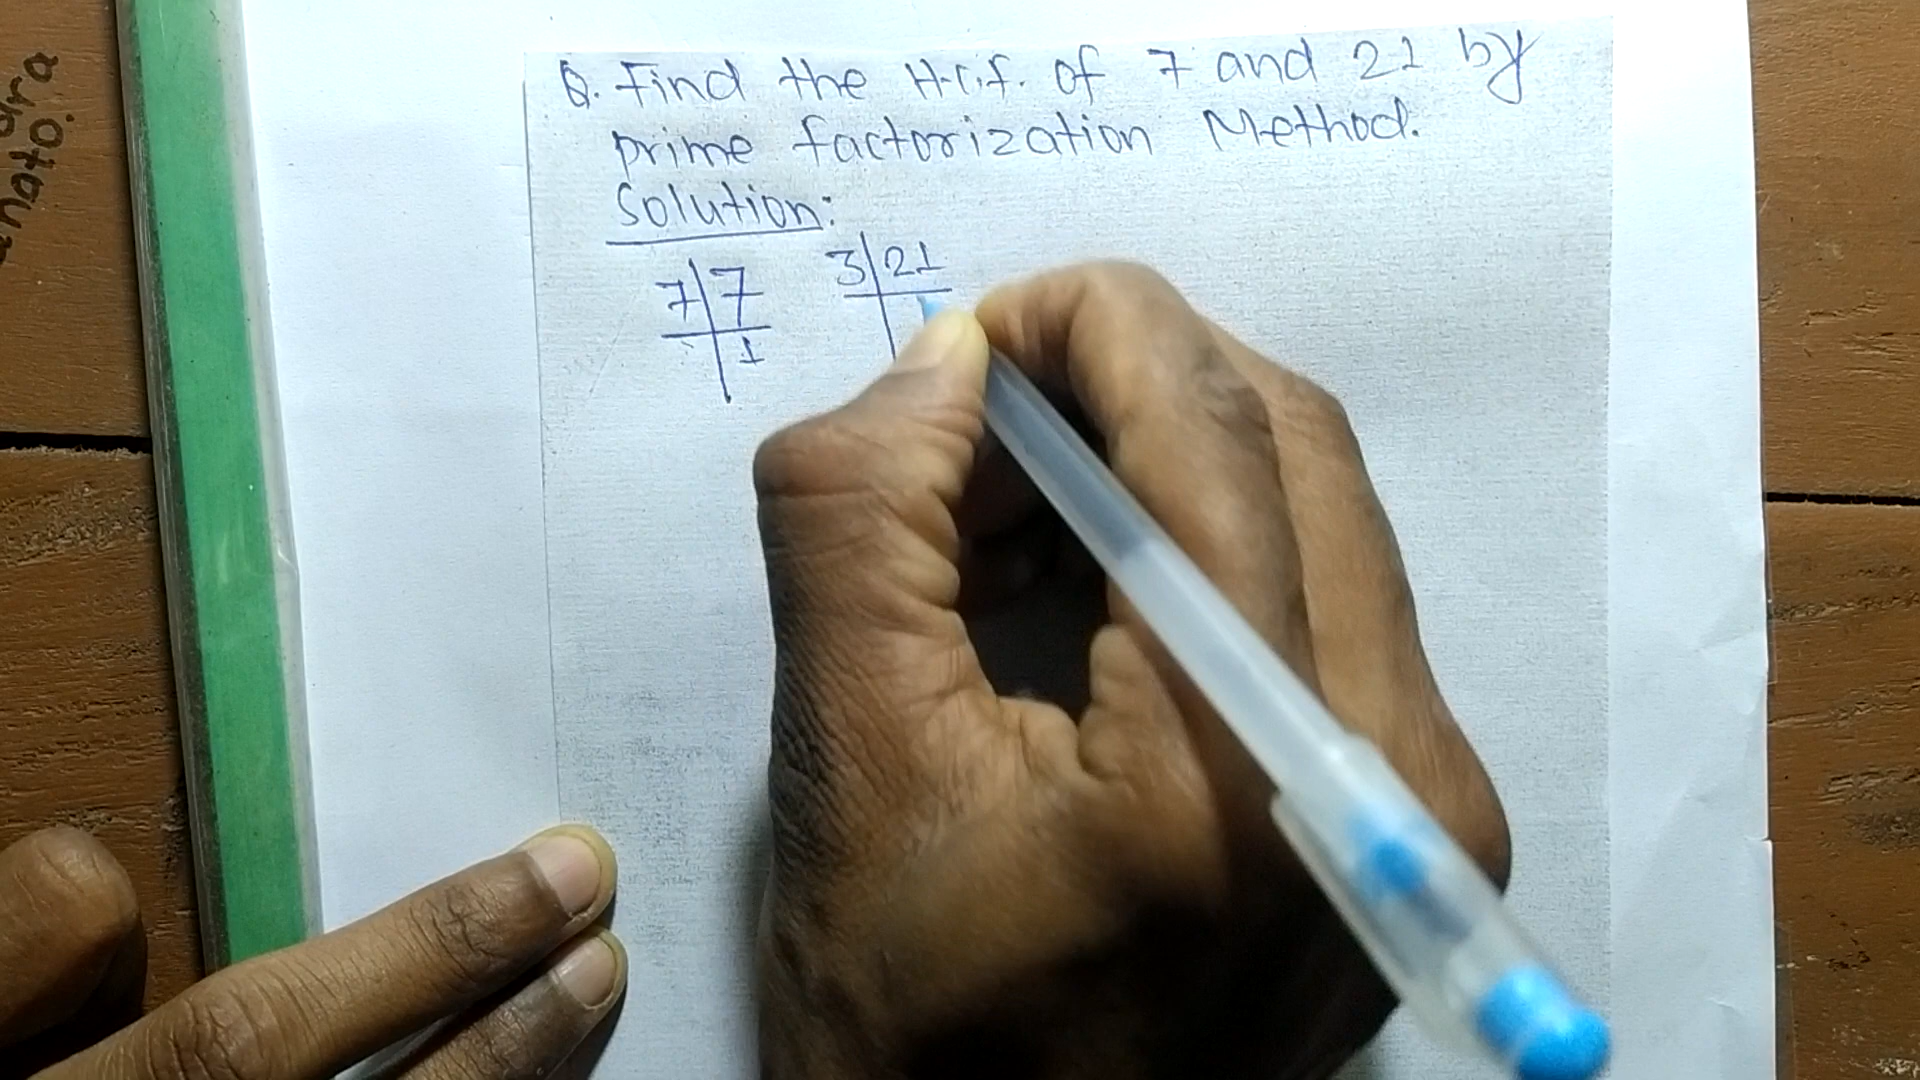 Q. Find the H.C.f. of 7 and 21 by
prime factorization Method.
Solution:
7 7
1
3 21